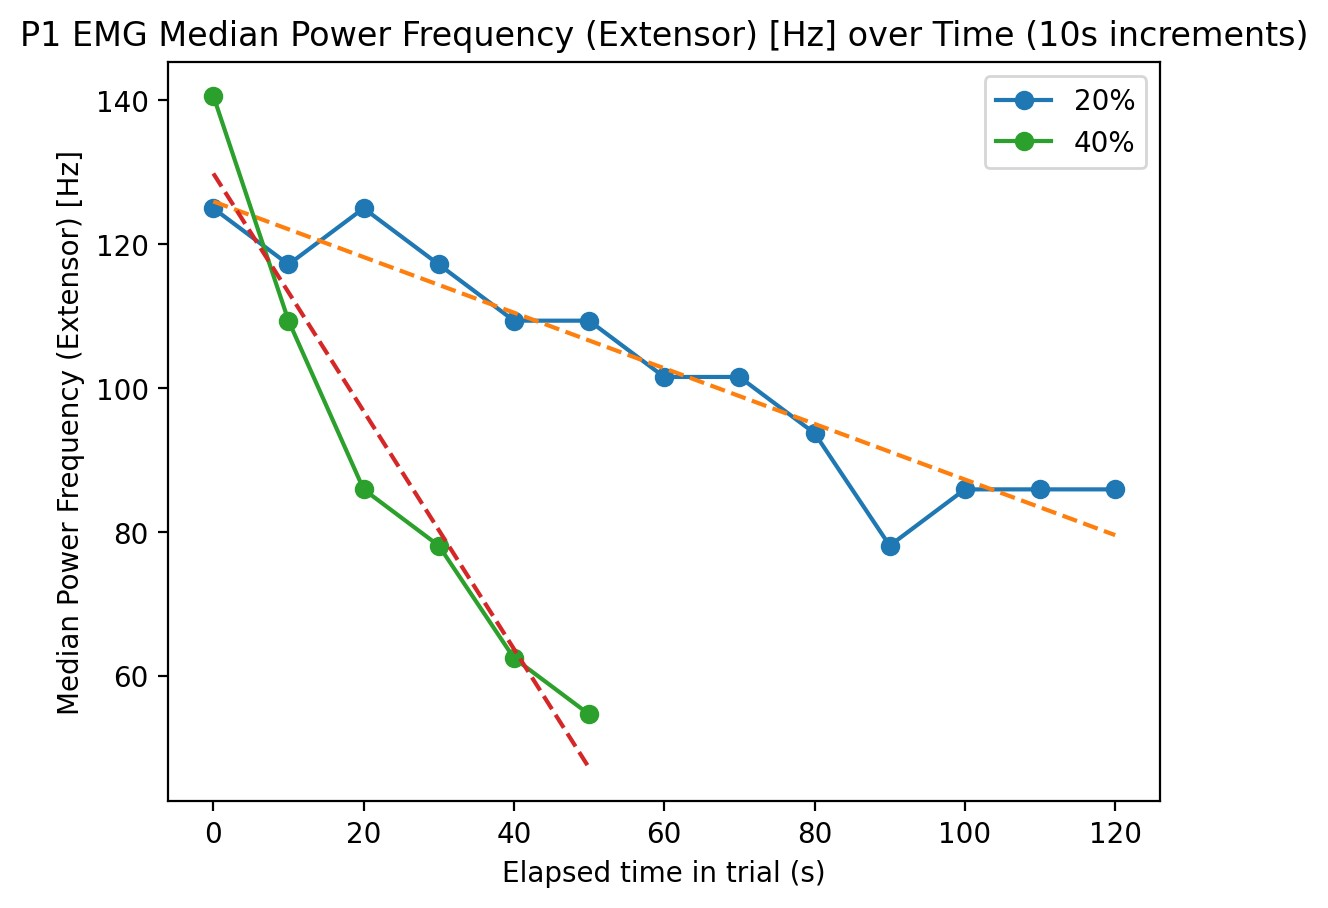 P1 EMG Median Power Frequency (Extensor) [Hz] over Time (10s increments)
20%
40%
Median Power Frequency (Extensor) [Hz]
140
120
100
80
60
0 20 40 60 80 100 120
Elapsed time in trial (s)